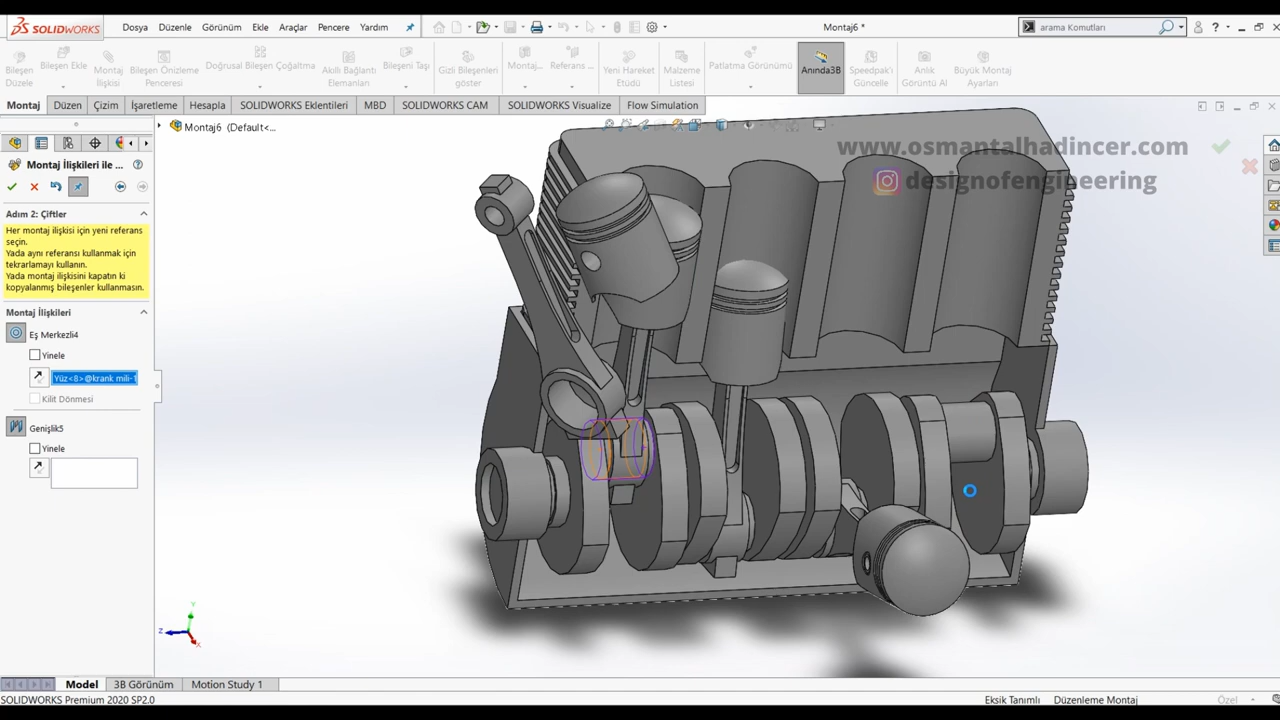 SOLIDWORKS
Dosya Düzenle Görünüm Ekle Araçlar Pencere Yardım
Montaj6 *
arama Komutları
Bileşen Düzele
Bileşen Ekle
Montaj İlişkisi
Bileşen Önizleme Penceresi
Doğrusal Bileşen Çoğaltma
Akıllı Bağlantı Elemanları
Bileşeni Taşı
Gizli Bileşenleri göster
Montaj...
Referans ...
Yeni Hareket Etüdü
Malzeme Listesi
Patlatma Görünümü
Anında3B
Speedpak'ı Güncelle
Anlık Görüntü Al
Büyük Montaj Ayarları
Montaj Düzen Çizim İşaretleme Hesapla SOLIDWORKS Eklentileri MBD SOLIDWORKS CAM SOLIDWORKS Visualize Flow Simulation
Montaj6 (Default<...
www.osmantalhadincer.com
designofengineering
Montaj İlişkileri ile ...
Adım 2: Çiftler
Her montaj ilişkisi için yeni referans
seçin.
Yada aynı referansı kullanmak için
tekrarlamayı kullanın.
Yada montaj ilişkisini kapatın ki
kopyalanmış bileşenler kullanmasın.
Montaj İlişkileri
Eş Merkezli4
Yinele
Yüz<8>@krank mili-1
Kilit Dönmesi
Genişlik5
Yinele
Y
Z
X
Model 3B Görünüm Motion Study 1
SOLIDWORKS Premium 2020 SP2.0
Eksik Tanımlı Düzenleme Montaj Özel